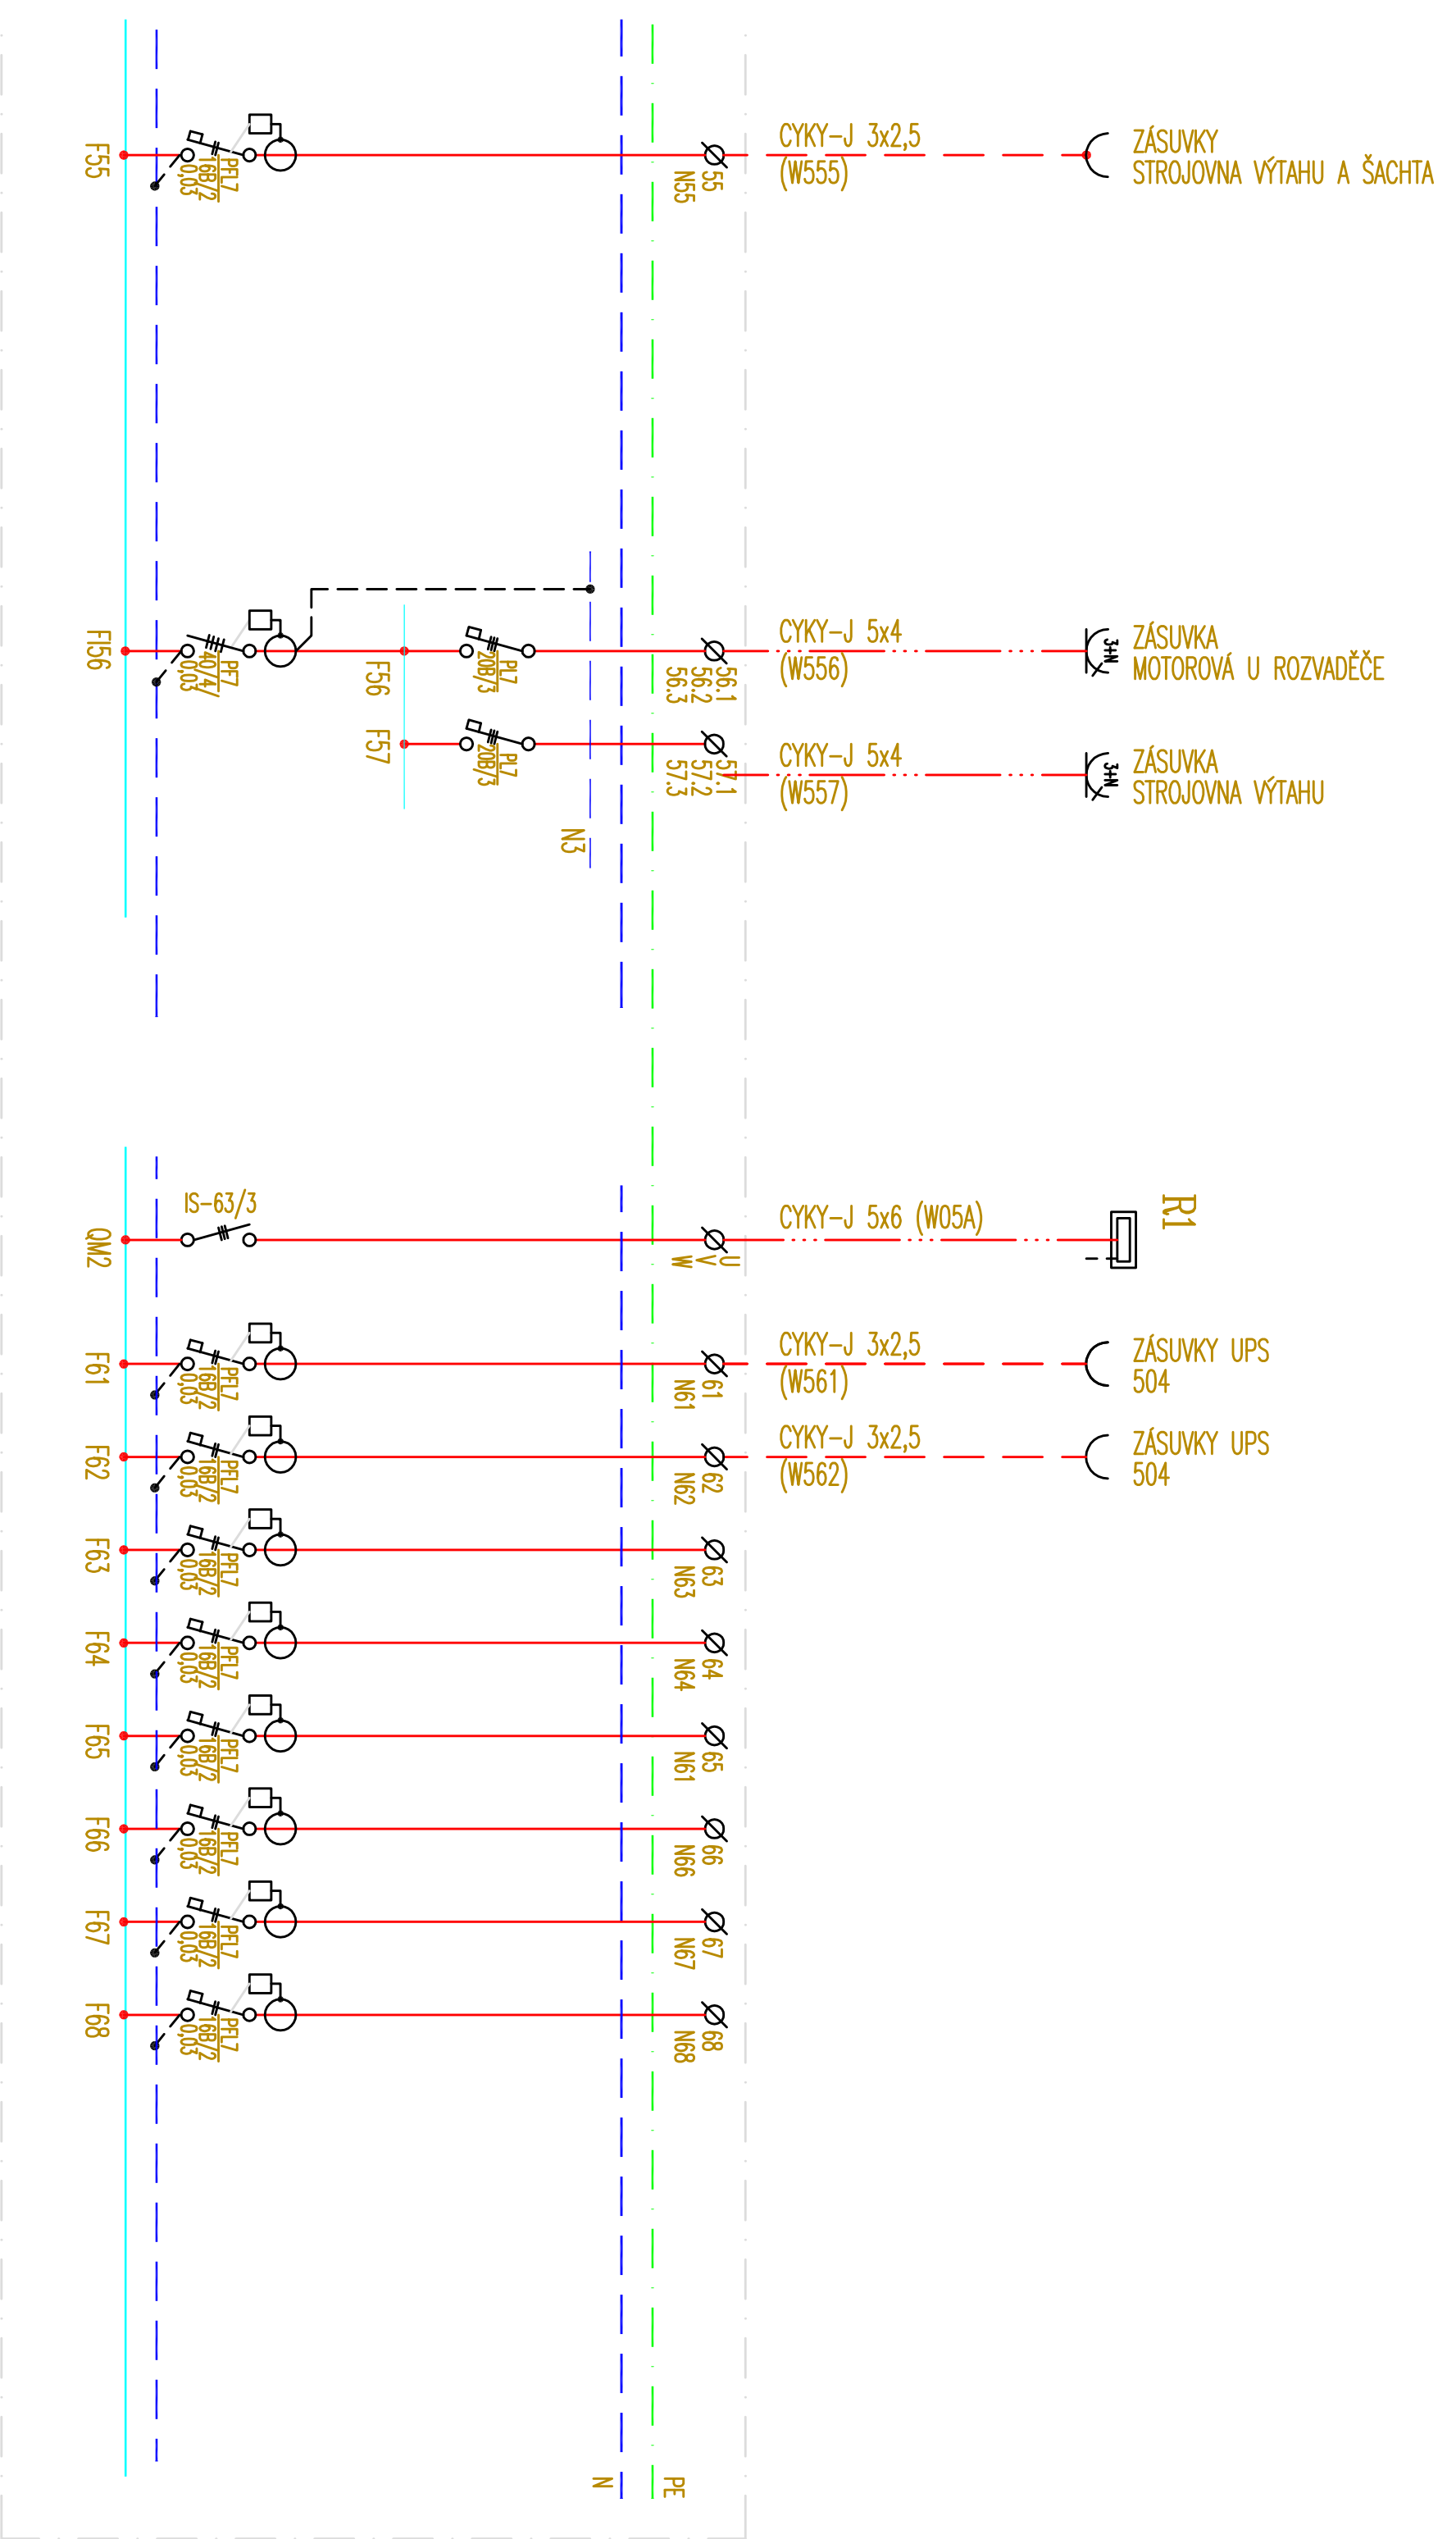 F55
PFL7
16B/2
0,03
55
N55
CYKY-J 3x2,5
(W555)
ZÁSUVKY
STROJOVNA VÝTAHU A ŠACHTA
FI56
PF7
40/4/
0,03
F56
PL7
20B/3
56.1
56.2
56.3
CYKY-J 5x4
(W556)
3+N
ZÁSUVKA
MOTOROVÁ U ROZVADĚČE
F57
PL7
20B/3
57.1
57.2
57.3
CYKY-J 5x4
(W557)
3+N
ZÁSUVKA
STROJOVNA VÝTAHU
N3
QM2
IS-63/3
U
V
W
CYKY-J 5x6 (W05A)
R1
F61
PFL7
16B/2
0,03
61
N61
CYKY-J 3x2,5
(W561)
ZÁSUVKY UPS
504
F62
PFL7
16B/2
0,03
62
N62
CYKY-J 3x2,5
(W562)
ZÁSUVKY UPS
504
F63
PFL7
16B/2
0,03
63
N63
F64
PFL7
16B/2
0,03
64
N64
F65
PFL7
16B/2
0,03
65
N61
F66
PFL7
16B/2
0,03
66
N66
F67
PFL7
16B/2
0,03
67
N67
F68
PFL7
16B/2
0,03
68
N68
N
PE